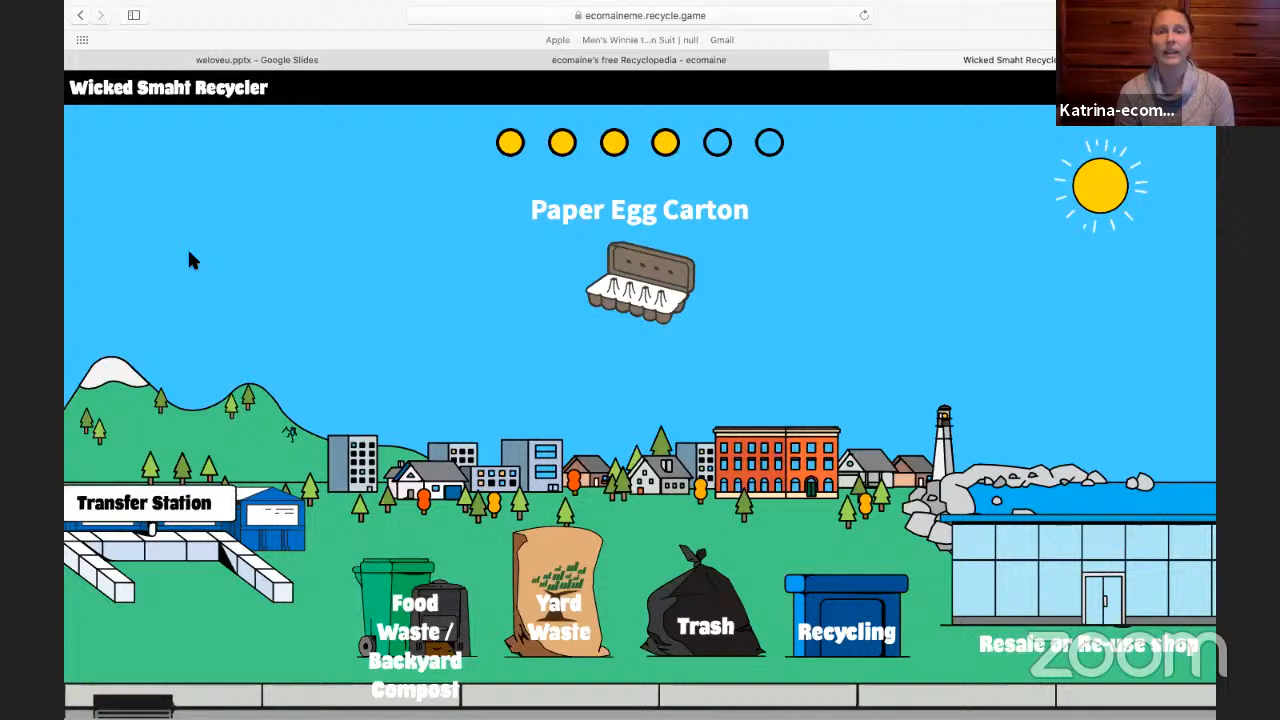 ecomaineme.recycle.game
Apple Men's Winnie t...n Suit | null Gmail
weloveu.pptx - Google Slides
ecomaine's free Recyclopedia - ecomaine
Wicked Smaht Recycle
Katrina-ecom...
Wicked Smaht Recycler
Paper Egg Carton
Transfer Station
Food
Waste /
Backyard
Compost
Yard
Waste
Trash
Recycling
Resale or Re-use shop
zoom